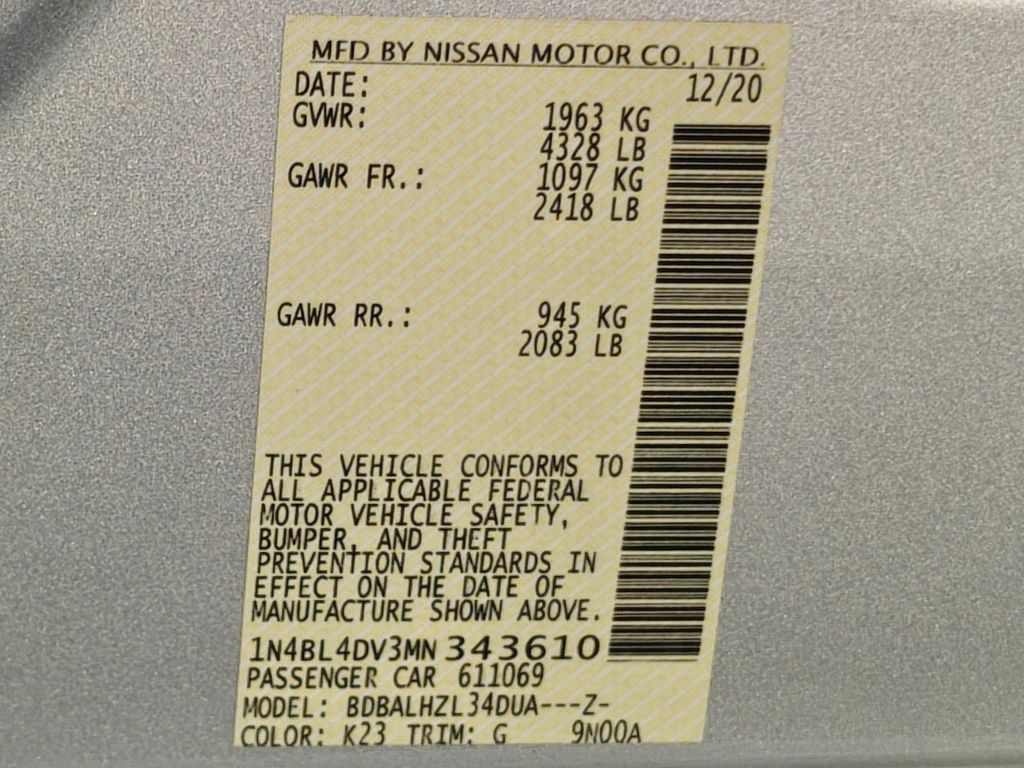 MFD BY NISSAN MOTOR CO., LTD.
DATE: 12/20
GVWR: 1963 KG
4328 LB
GAWR FR.: 1097 KG
2418 LB
GAWR RR.: 945 KG
2083 LB
THIS VEHICLE CONFORMS TO
ALL APPLICABLE FEDERAL
MOTOR VEHICLE SAFETY,
BUMPER, AND THEFT
PREVENTION STANDARDS IN
EFFECT ON THE DATE OF
MANUFACTURE SHOWN ABOVE.
1N4BL4DV3MN 343610
PASSENGER CAR 611069
MODEL: BDBALHZL34DUA---Z-
COLOR: K23 TRIM: G 9N00A